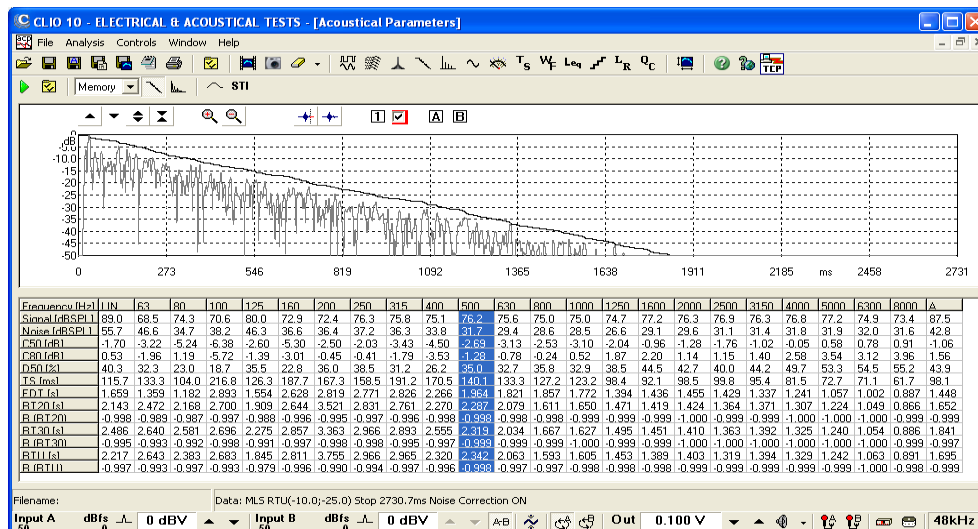 CLIO 10 - ELECTRICAL & ACOUSTICAL TESTS - [Acoustical Parameters]
File Analysis Controls Window Help
TS WF Leq LR QC TCP
Memory STI
1 A B
dB
-5.0
-10.0
-15
-20
-25
-30
-35
-40
-45
-50
0 273 546 819 1092 1365 1638 1911 2185 ms 2458 2731
Frequency [Hz] LIN 63 80 100 125 160 200 250 315 400 500 630 800 1000 1250 1600 2000 2500 3150 4000 5000 6300 8000 A
Signal [dBSPL] 89.0 68.5 74.3 70.6 80.0 72.9 72.4 76.3 75.8 75.1 76.2 75.6 75.0 75.0 74.7 77.2 76.4 76.3 77.2 76.8 77.2 74.9 73.4 87.5
Noise [dBSPL] 55.7 46.6 34.7 38.2 46.3 36.6 36.4 37.2 36.3 33.8 31.7 29.4 28.6 28.5 26.6 29.1 29.6 31.1 31.4 31.8 31.9 32.0 31.6 42.8
C50 [dB] -1.70 -3.22 -5.24 -6.38 -2.60 -5.30 -2.50 -2.03 -3.43 -4.50 -2.69 -3.13 -2.53 -3.10 -2.04 -0.96 -1.28 -1.76 -1.02 -0.05 0.58 0.78 0.91 -1.06
C80 [dB] 0.53 -1.96 1.19 -5.72 -1.39 -3.01 -0.45 -0.41 -1.79 -3.53 -1.28 -0.78 -0.24 0.52 1.87 2.20 1.14 1.15 1.40 2.58 3.54 3.12 3.96 1.56
D50 [%] 40.3 32.3 23.0 18.7 35.5 22.8 36.0 38.5 31.2 26.2 35.0 32.7 35.8 32.9 38.5 44.5 42.7 40.0 44.2 49.7 53.3 54.5 55.2 43.9
TS [ms] 115.7 133.3 104.0 216.8 126.3 187.7 167.3 158.5 191.2 170.5 140.1 133.3 127.2 123.2 98.4 92.1 98.5 99.8 95.4 81.5 72.7 71.1 61.7 98.1
EDT [s] 1.659 1.359 1.182 2.893 1.554 2.628 2.819 2.771 2.826 2.266 1.964 1.821 1.857 1.772 1.394 1.436 1.455 1.429 1.337 1.241 1.057 1.002 0.887 1.448
RT20 [s] 2.143 2.472 2.168 2.700 1.909 2.644 3.521 2.831 2.761 2.270 2.287 2.079 1.611 1.650 1.471 1.419 1.424 1.364 1.371 1.307 1.224 1.049 0.866 1.652
R (RT20) -0.998 -0.989 -0.987 -0.997 -0.988 -0.996 -0.995 -0.997 -0.996 -0.998 -0.999 -0.998 -0.999 -0.999 -0.999 -0.999 -1.000 -1.000 -0.999 -0.999 -1.000 -1.000 -0.999 -0.999
RT30 [s] 2.486 2.640 2.581 2.696 2.275 2.857 3.363 2.966 2.893 2.555 2.319 2.034 1.667 1.627 1.495 1.451 1.410 1.363 1.392 1.325 1.240 1.054 0.886 1.841
R (RT30) -0.995 -0.993 -0.992 -0.998 -0.991 -0.997 -0.998 -0.998 -0.995 -0.997 -0.999 -0.999 -0.999 -0.999 -1.000 -0.999 -0.999 -1.000 -0.999 -0.999 -0.999 -1.000 -0.999 -0.997
RTU [s] 2.217 2.643 2.383 2.683 1.845 2.811 3.755 2.966 2.965 2.320 2.342 2.063 1.593 1.605 1.453 1.389 1.403 1.319 1.394 1.329 1.242 1.063 0.891 1.695
R (RTU) -0.997 -0.993 -0.997 -0.993 -0.979 -0.996 -0.996 -0.994 -0.997 -0.996 -0.998 -0.997 -0.998 -0.997 -0.998 -0.998 -0.999 -0.999 -0.999 -0.999 -0.999 -1.000 -0.998 -0.999
Filename: Data: MLS RTU(-10.0;-25.0) Stop 2730.7ms Noise Correction ON
Input A dBfs 0 dBV Input B dBfs 0 dBV A-B Out 0.100 V 48kHz